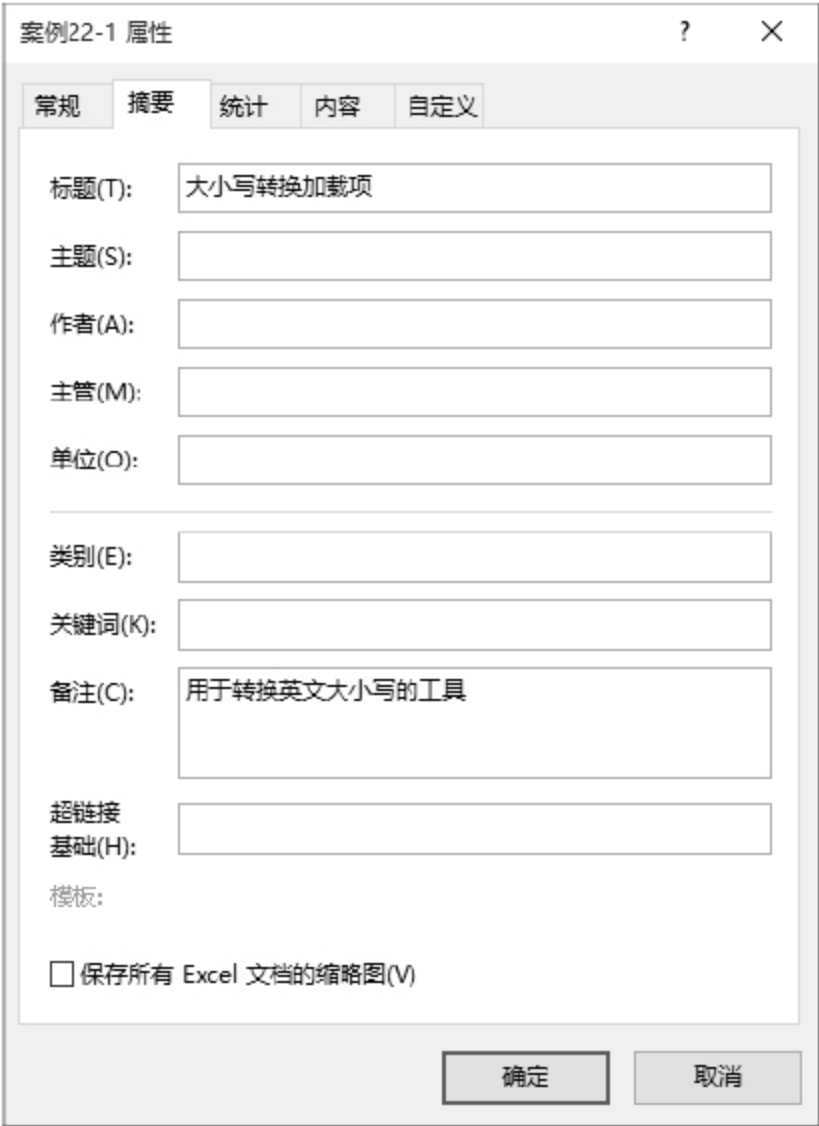 案例22-1 属性
?
常规 摘要 统计 内容 自定义
标题(T): 大小写转换加载项
主题(S):
作者(A):
主管(M):
单位(O):
类别(E):
关键词(K):
备注(C): 用于转换英文大小写的工具
超链接
基础(H):
模板:
保存所有 Excel 文档的缩略图(V)
确定 取消